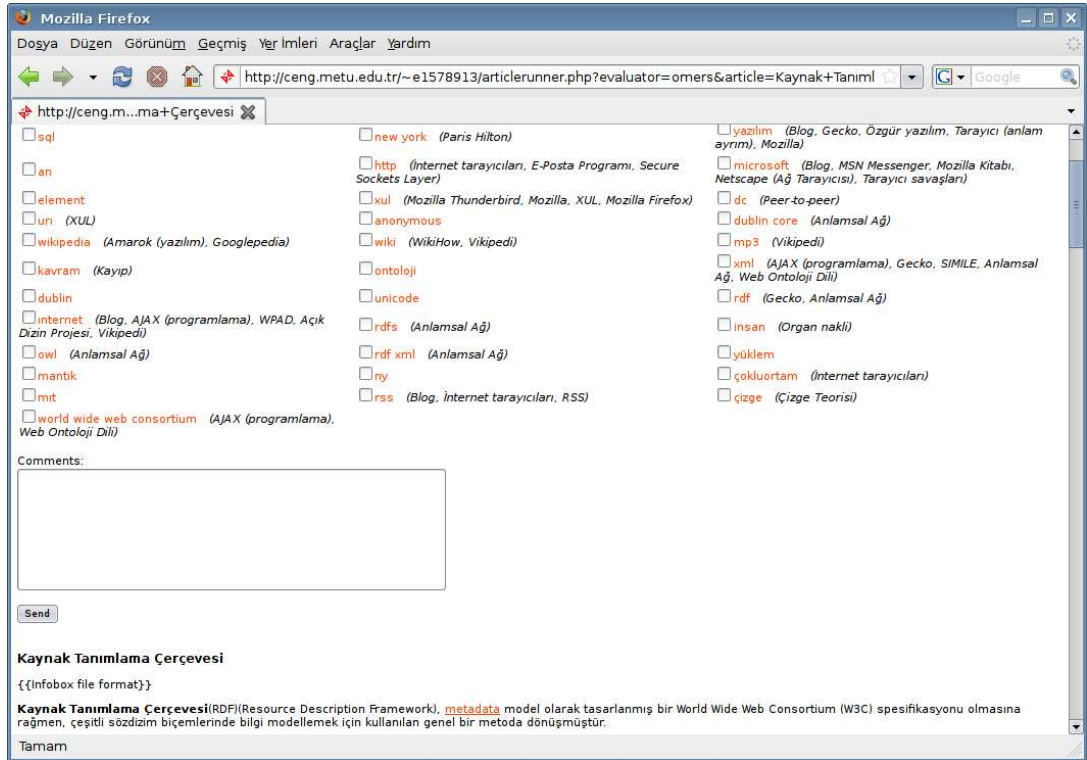 Mozilla Firefox
Dosya Düzen Görünüm Geçmiş Yer İmleri Araçlar Yardım
http://ceng.metu.edu.tr/~e1578913/articlerunner.php?evaluator=omers&article=Kaynak+Tanıml
G Google
http://ceng.m...ma+Çerçevesi
sql
new york (Paris Hilton)
yazılım (Blog, Gecko, Özgür yazılım, Tarayıcı (anlam
ayrım), Mozilla)
an
http (İnternet tarayıcıları, E-Posta Programı, Secure
Sockets Layer)
microsoft (Blog, MSN Messenger, Mozilla Kitabı,
Netscape (Ağ Tarayıcısı), Tarayıcı savaşları)
element
xul (Mozilla Thunderbird, Mozilla, XUL, Mozilla Firefox)
dc (Peer-to-peer)
urı (XUL)
anonymous
dublin core (Anlamsal Ağ)
wikipedia (Amarok (yazılım), Googlepedia)
wiki (WikiHow, Vikipedi)
mp3 (Vikipedi)
kavram (Kayıp)
ontoloji
xml (AJAX (programlama), Gecko, SIMILE, Anlamsal
Ağ, Web Ontoloji Dili)
dublin
unicode
rdf (Gecko, Anlamsal Ağ)
ınternet (Blog, AJAX (programlama), WPAD, Açık
Dizin Projesi, Vikipedi)
rdfs (Anlamsal Ağ)
insan (Organ nakli)
owl (Anlamsal Ağ)
rdf xml (Anlamsal Ağ)
yüklem
mantık
ny
çokluortam (İnternet tarayıcıları)
mıt
rss (Blog, İnternet tarayıcıları, RSS)
çizge (Çizge Teorisi)
world wide web consortium (AJAX (programlama),
Web Ontoloji Dili)
Comments:
Send
Kaynak Tanımlama Çerçevesi
{{Infobox file format}}
Kaynak Tanımlama Çerçevesi(RDF)(Resource Description Framework), metadata model olarak tasarlanmış bir World Wide Web Consortium (W3C) spesifikasyonu olmasına
rağmen, çeşitli sözdizim biçemlerinde bilgi modellemek için kullanılan genel bir metoda dönüşmüştür.
Tamam